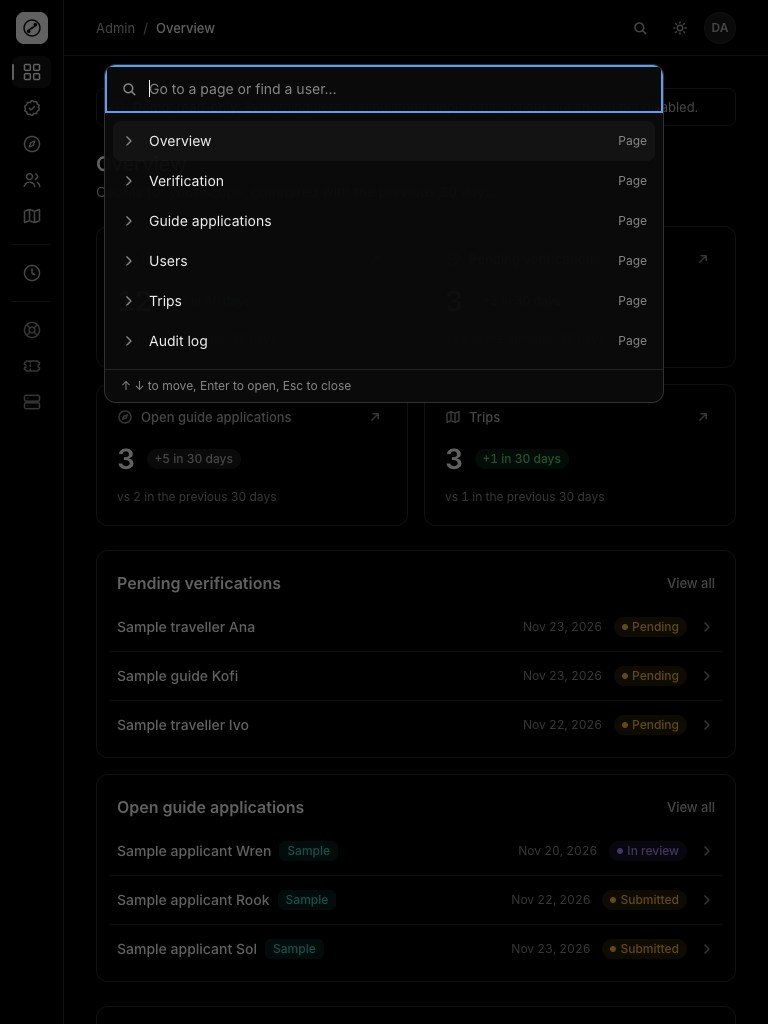 Admin / Overview
DA
Go to a page or find a user...
abled.
Overview Page
Verification Page
Guide applications Page
Users Page
Trips Page
3
Audit log Page
↑ ↓ to move, Enter to open, Esc to close
Open guide applications
3 +5 in 30 days
vs 2 in the previous 30 days
Trips
3 +1 in 30 days
vs 1 in the previous 30 days
Pending verifications View all
Sample traveller Ana Nov 23, 2026 Pending
Sample guide Kofi Nov 23, 2026 Pending
Sample traveller Ivo Nov 22, 2026 Pending
Open guide applications View all
Sample applicant Wren Sample Nov 20, 2026 In review
Sample applicant Rook Sample Nov 22, 2026 Submitted
Sample applicant Sol Sample Nov 23, 2026 Submitted